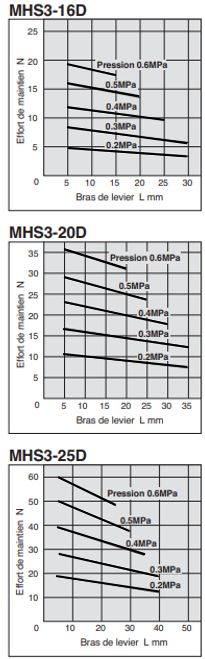 MHS3-16D
Effort de maintien N
25
20
15
10
5
0
Pression 0.6MPa
0.5MPa
0.4MPa
0.3MPa
0.2MPa
5 10 15 20 25 30
Bras de levier L mm
MHS3-20D
Effort de maintien N
35
30
25
20
15
10
5
0
Pression 0.6MPa
0.5MPa
0.4MPa
0.3MPa
0.2MPa
5 10 15 20 25 30 35
Bras de levier L mm
MHS3-25D
Effort de maintien N
60
50
40
30
20
10
0
Pression 0.6MPa
0.5MPa
0.4MPa
0.3MPa
0.2MPa
10 20 30 40 50
Bras de levier L mm